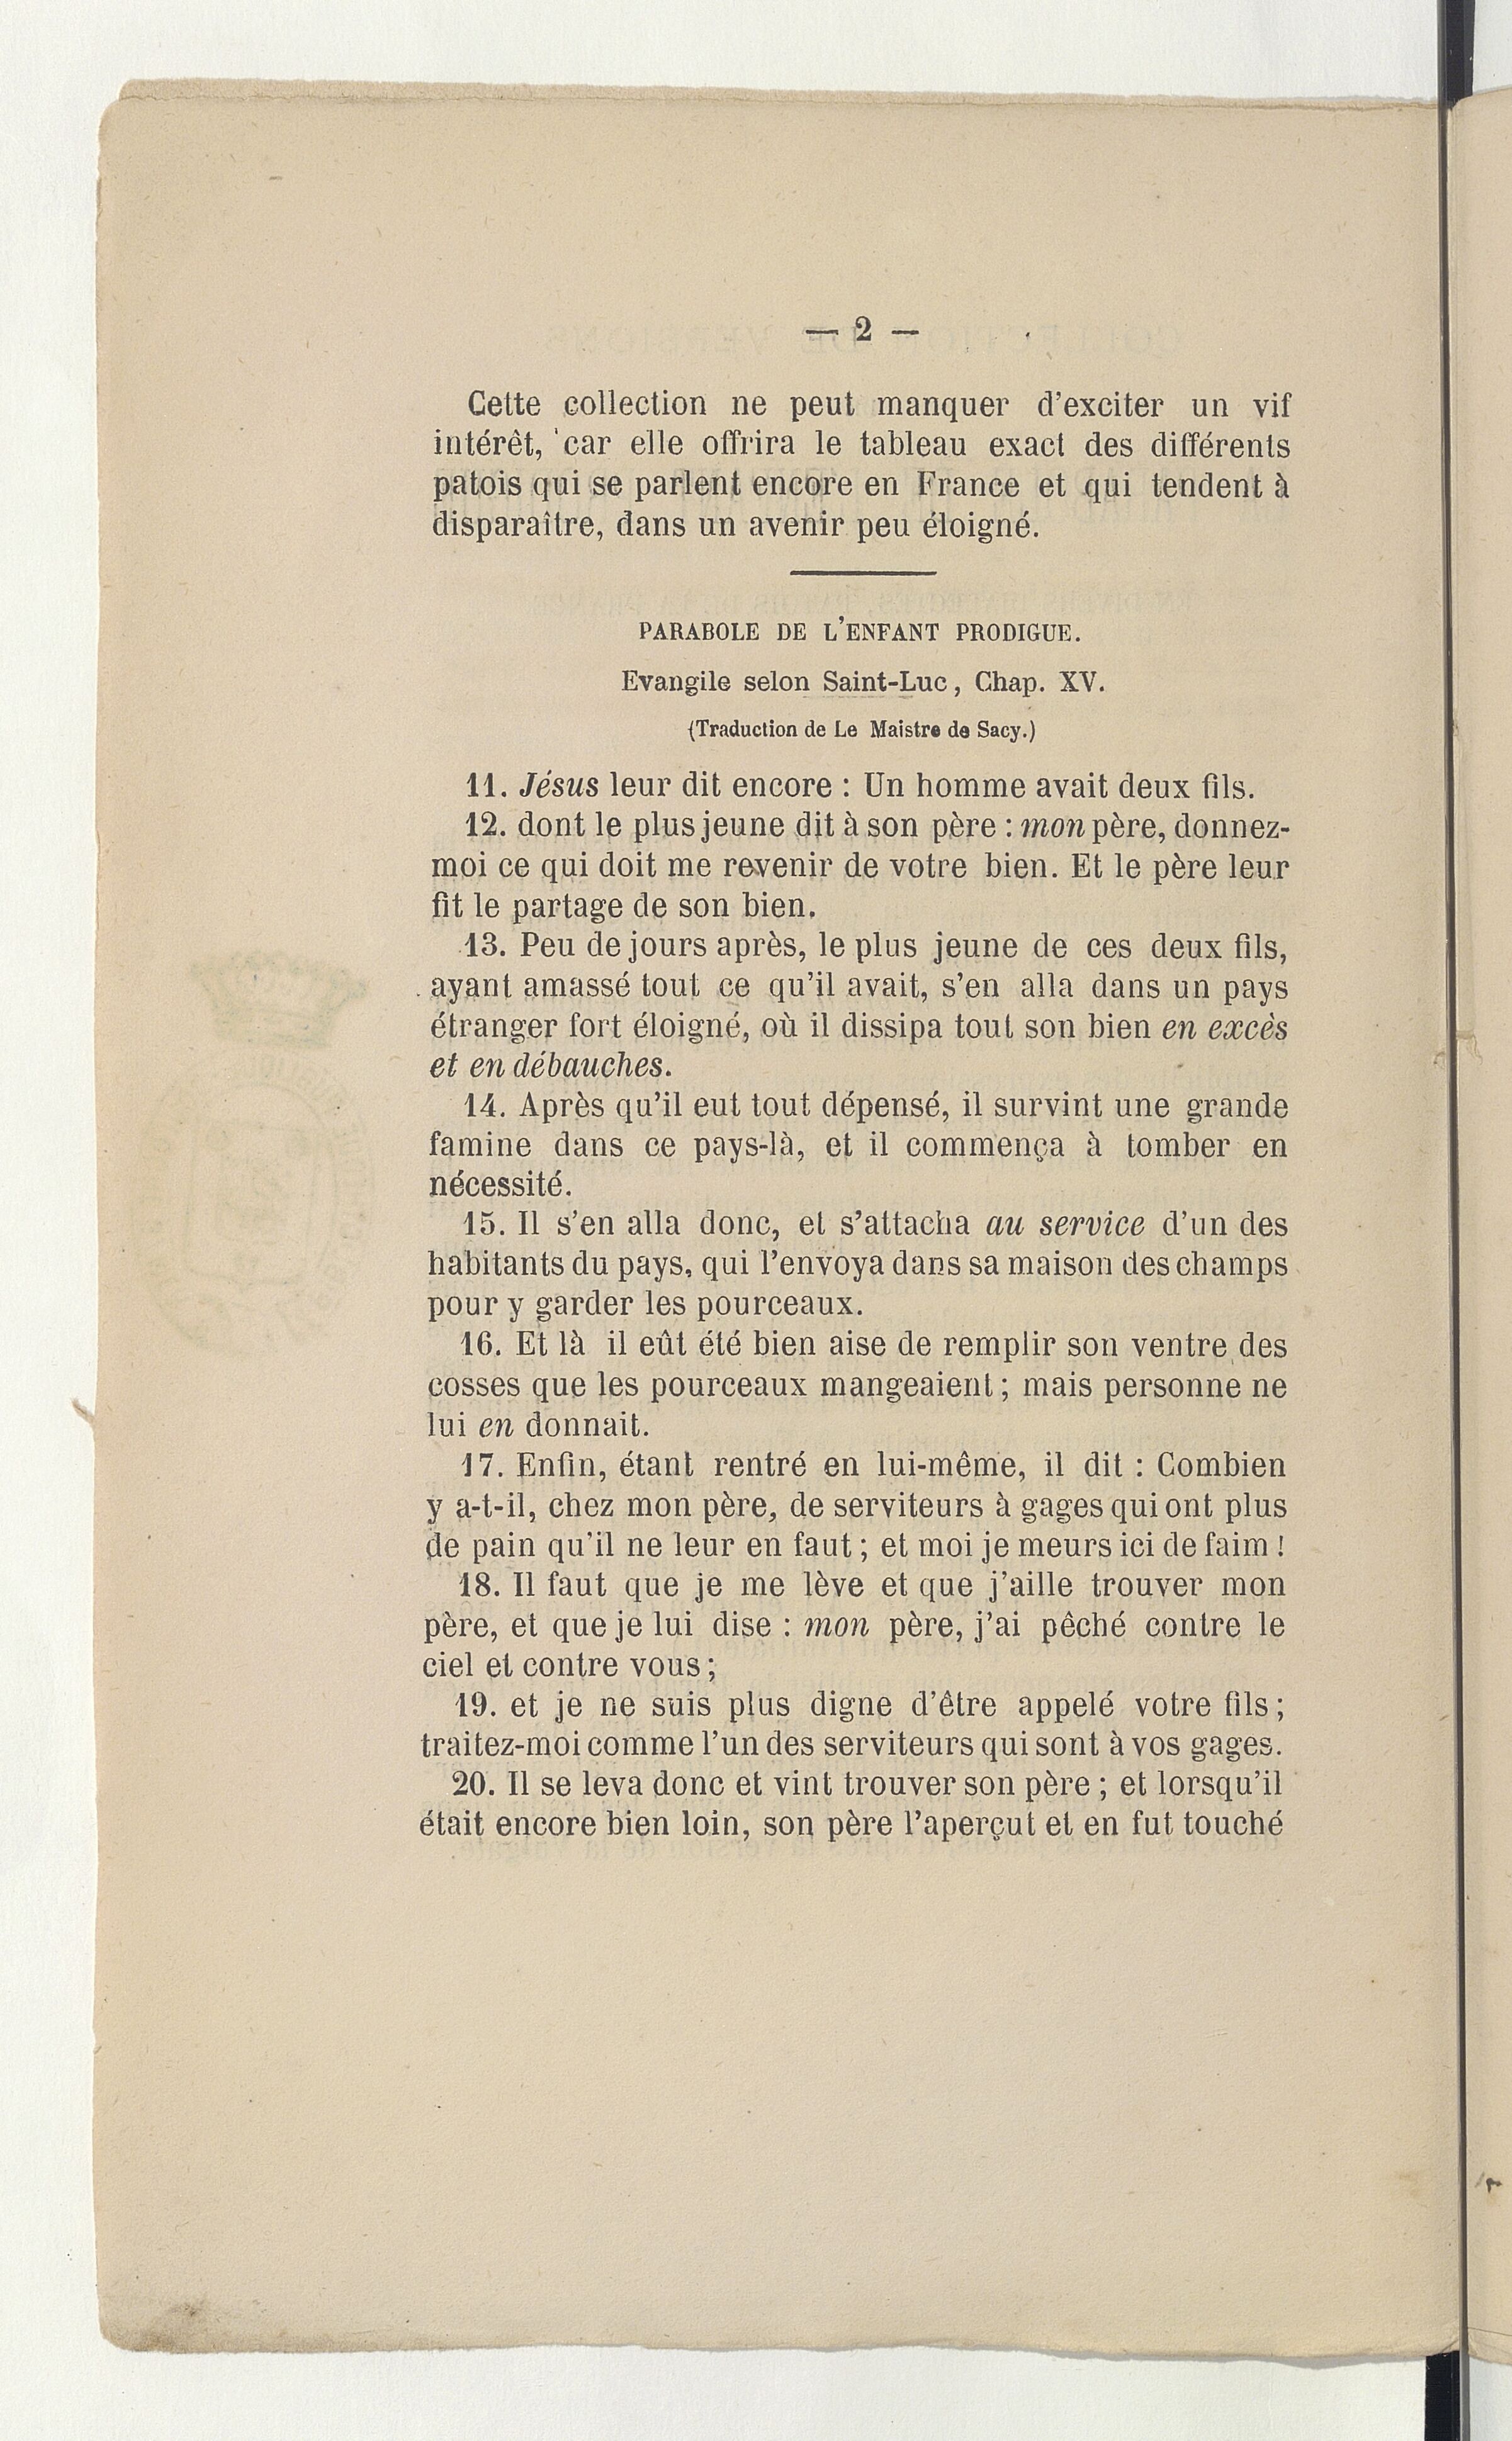 — 2 —
Cette collection ne peut manquer d'exciter un vif
intérêt, car elle offrira le tableau exact des différents
patois qui se parlent encore en France et qui tendent à
disparaître, dans un avenir peu éloigné.
PARABOLE DE L'ENFANT PRODIGUE.
Evangile selon Saint-Luc, Chap. XV.
(Traduction de Le Maistre de Sacy.)
11. Jésus leur dit encore : Un homme avait deux fils.
12. dont le plus jeune dit à son père : mon père, donnez-
moi ce qui doit me revenir de votre bien. Et le père leur
fit le partage de son bien.
13. Peu de jours après, le plus jeune de ces deux fils,
ayant amassé tout ce qu'il avait, s'en alla dans un pays
étranger fort éloigné, où il dissipa tout son bien en excès
et en débauches.
14. Après qu'il eut tout dépensé, il survint une grande
famine dans ce pays-là, et il commença à tomber en
nécessité.
15. Il s'en alla donc, et s'attacha au service d'un des
habitants du pays, qui l'envoya dans sa maison des champs
pour y garder les pourceaux.
16. Et là il eût été bien aise de remplir son ventre des
cosses que les pourceaux mangeaient ; mais personne ne
lui en donnait.
17. Enfin, étant rentré en lui-même, il dit : Combien
y a-t-il, chez mon père, de serviteurs à gages qui ont plus
de pain qu'il ne leur en faut ; et moi je meurs ici de faim !
18. Il faut que je me lève et que j'aille trouver mon
père, et que je lui dise : mon père, j'ai pêché contre le
ciel et contre vous ;
19. et je ne suis plus digne d'être appelé votre fils ;
traitez-moi comme l'un des serviteurs qui sont à vos gages.
20. Il se leva donc et vint trouver son père ; et lorsqu'il
était encore bien loin, son père l'aperçut et en fut touché